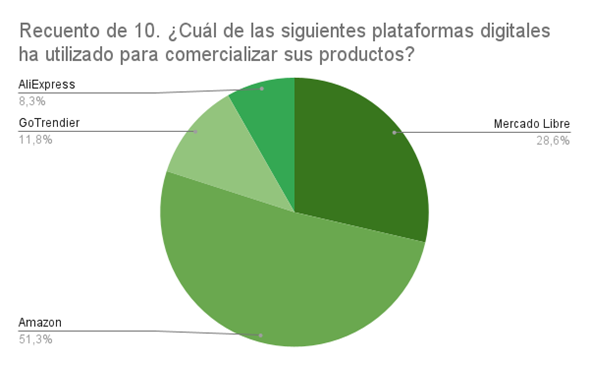 Recuento de 10. ¿Cuál de las siguientes plataformas digitales
ha utilizado para comercializar sus productos?
AliExpress
8,3%
GoTrendier
11,8%
Mercado Libre
28,6%
Amazon
51,3%